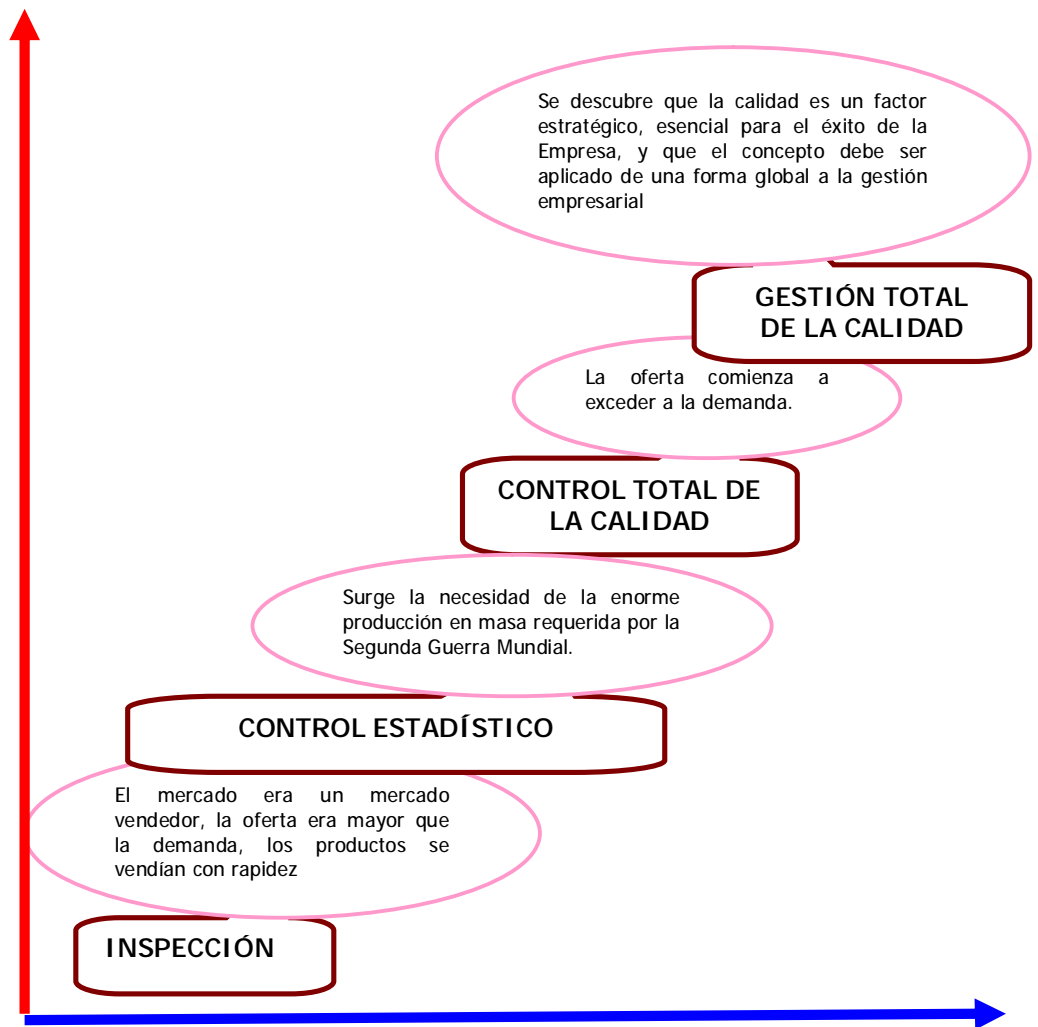 Se descubre que la calidad es un factor
estratégico, esencial para el éxito de la
Empresa, y que el concepto debe ser
aplicado de una forma global a la gestión
empresarial
GESTIÓN TOTAL
DE LA CALIDAD
La oferta comienza a
exceder a la demanda.
CONTROL TOTAL DE
LA CALIDAD
Surge la necesidad de la enorme
producción en masa requerida por la
Segunda Guerra Mundial.
CONTROL ESTADÍSTICO
El mercado era un mercado
vendedor, la oferta era mayor que
la demanda, los productos se
vendían con rapidez
INSPECCIÓN